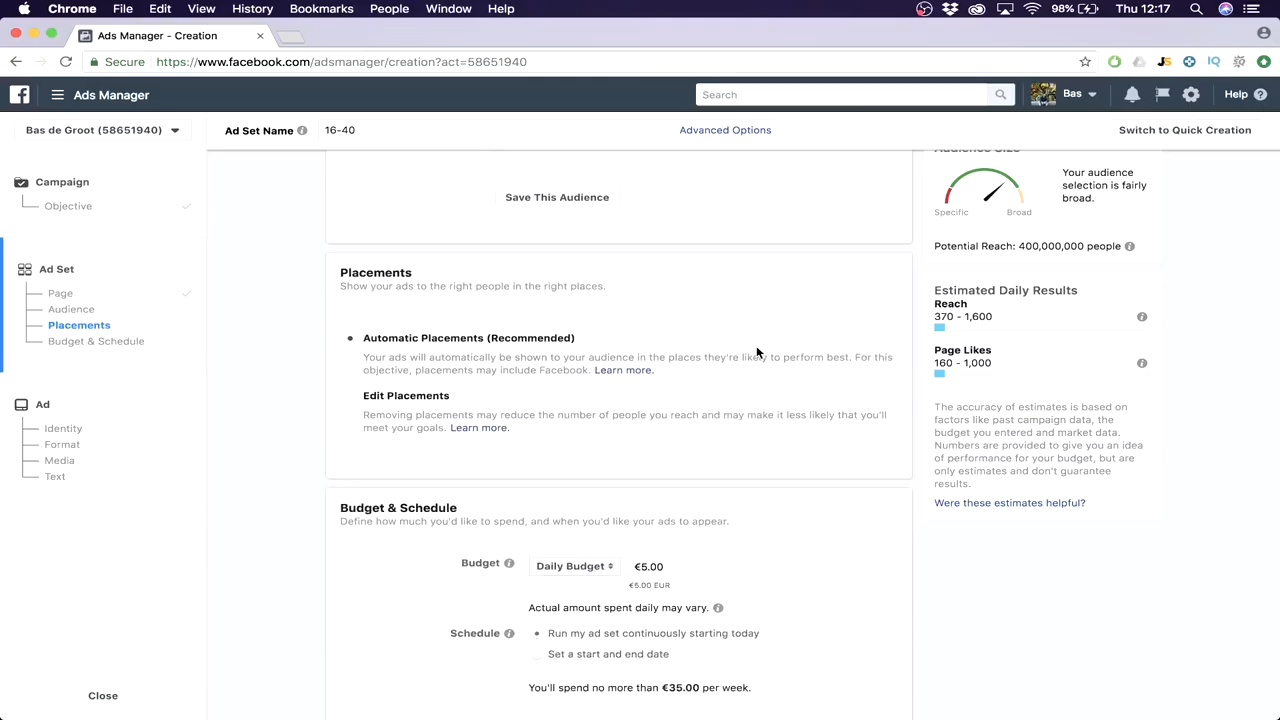 Chrome File Edit View History Bookmarks People Window Help
98% Thu 12:17
Ads Manager - Creation
Secure https://www.facebook.com/adsmanager/creation?act=58651940
Ads Manager
Search
Bas
Help
Bas de Groot (58651940)
Ad Set Name
16-40
Advanced Options
Switch to Quick Creation
Campaign
Objective
Ad Set
Page
Audience
Placements
Budget & Schedule
Ad
Identity
Format
Media
Text
Close
Save This Audience
Placements
Show your ads to the right people in the right places.
Automatic Placements (Recommended)
Your ads will automatically be shown to your audience in the places they're likely to perform best. For this
objective, placements may include Facebook. Learn more.
Edit Placements
Removing placements may reduce the number of people you reach and may make it less likely that you'll
meet your goals. Learn more.
Budget & Schedule
Define how much you'd like to spend, and when you'd like your ads to appear.
Budget
Daily Budget
€5.00
€5.00 EUR
Actual amount spent daily may vary.
Schedule
Run my ad set continuously starting today
Set a start and end date
You'll spend no more than €35.00 per week.
Audience Size
Your audience
selection is fairly
broad.
Specific
Broad
Potential Reach: 400,000,000 people
Estimated Daily Results
Reach
370 - 1,600
Page Likes
160 - 1,000
The accuracy of estimates is based on
factors like past campaign data, the
budget you entered and market data.
Numbers are provided to give you an idea
of performance for your budget, but are
only estimates and don't guarantee
results.
Were these estimates helpful?